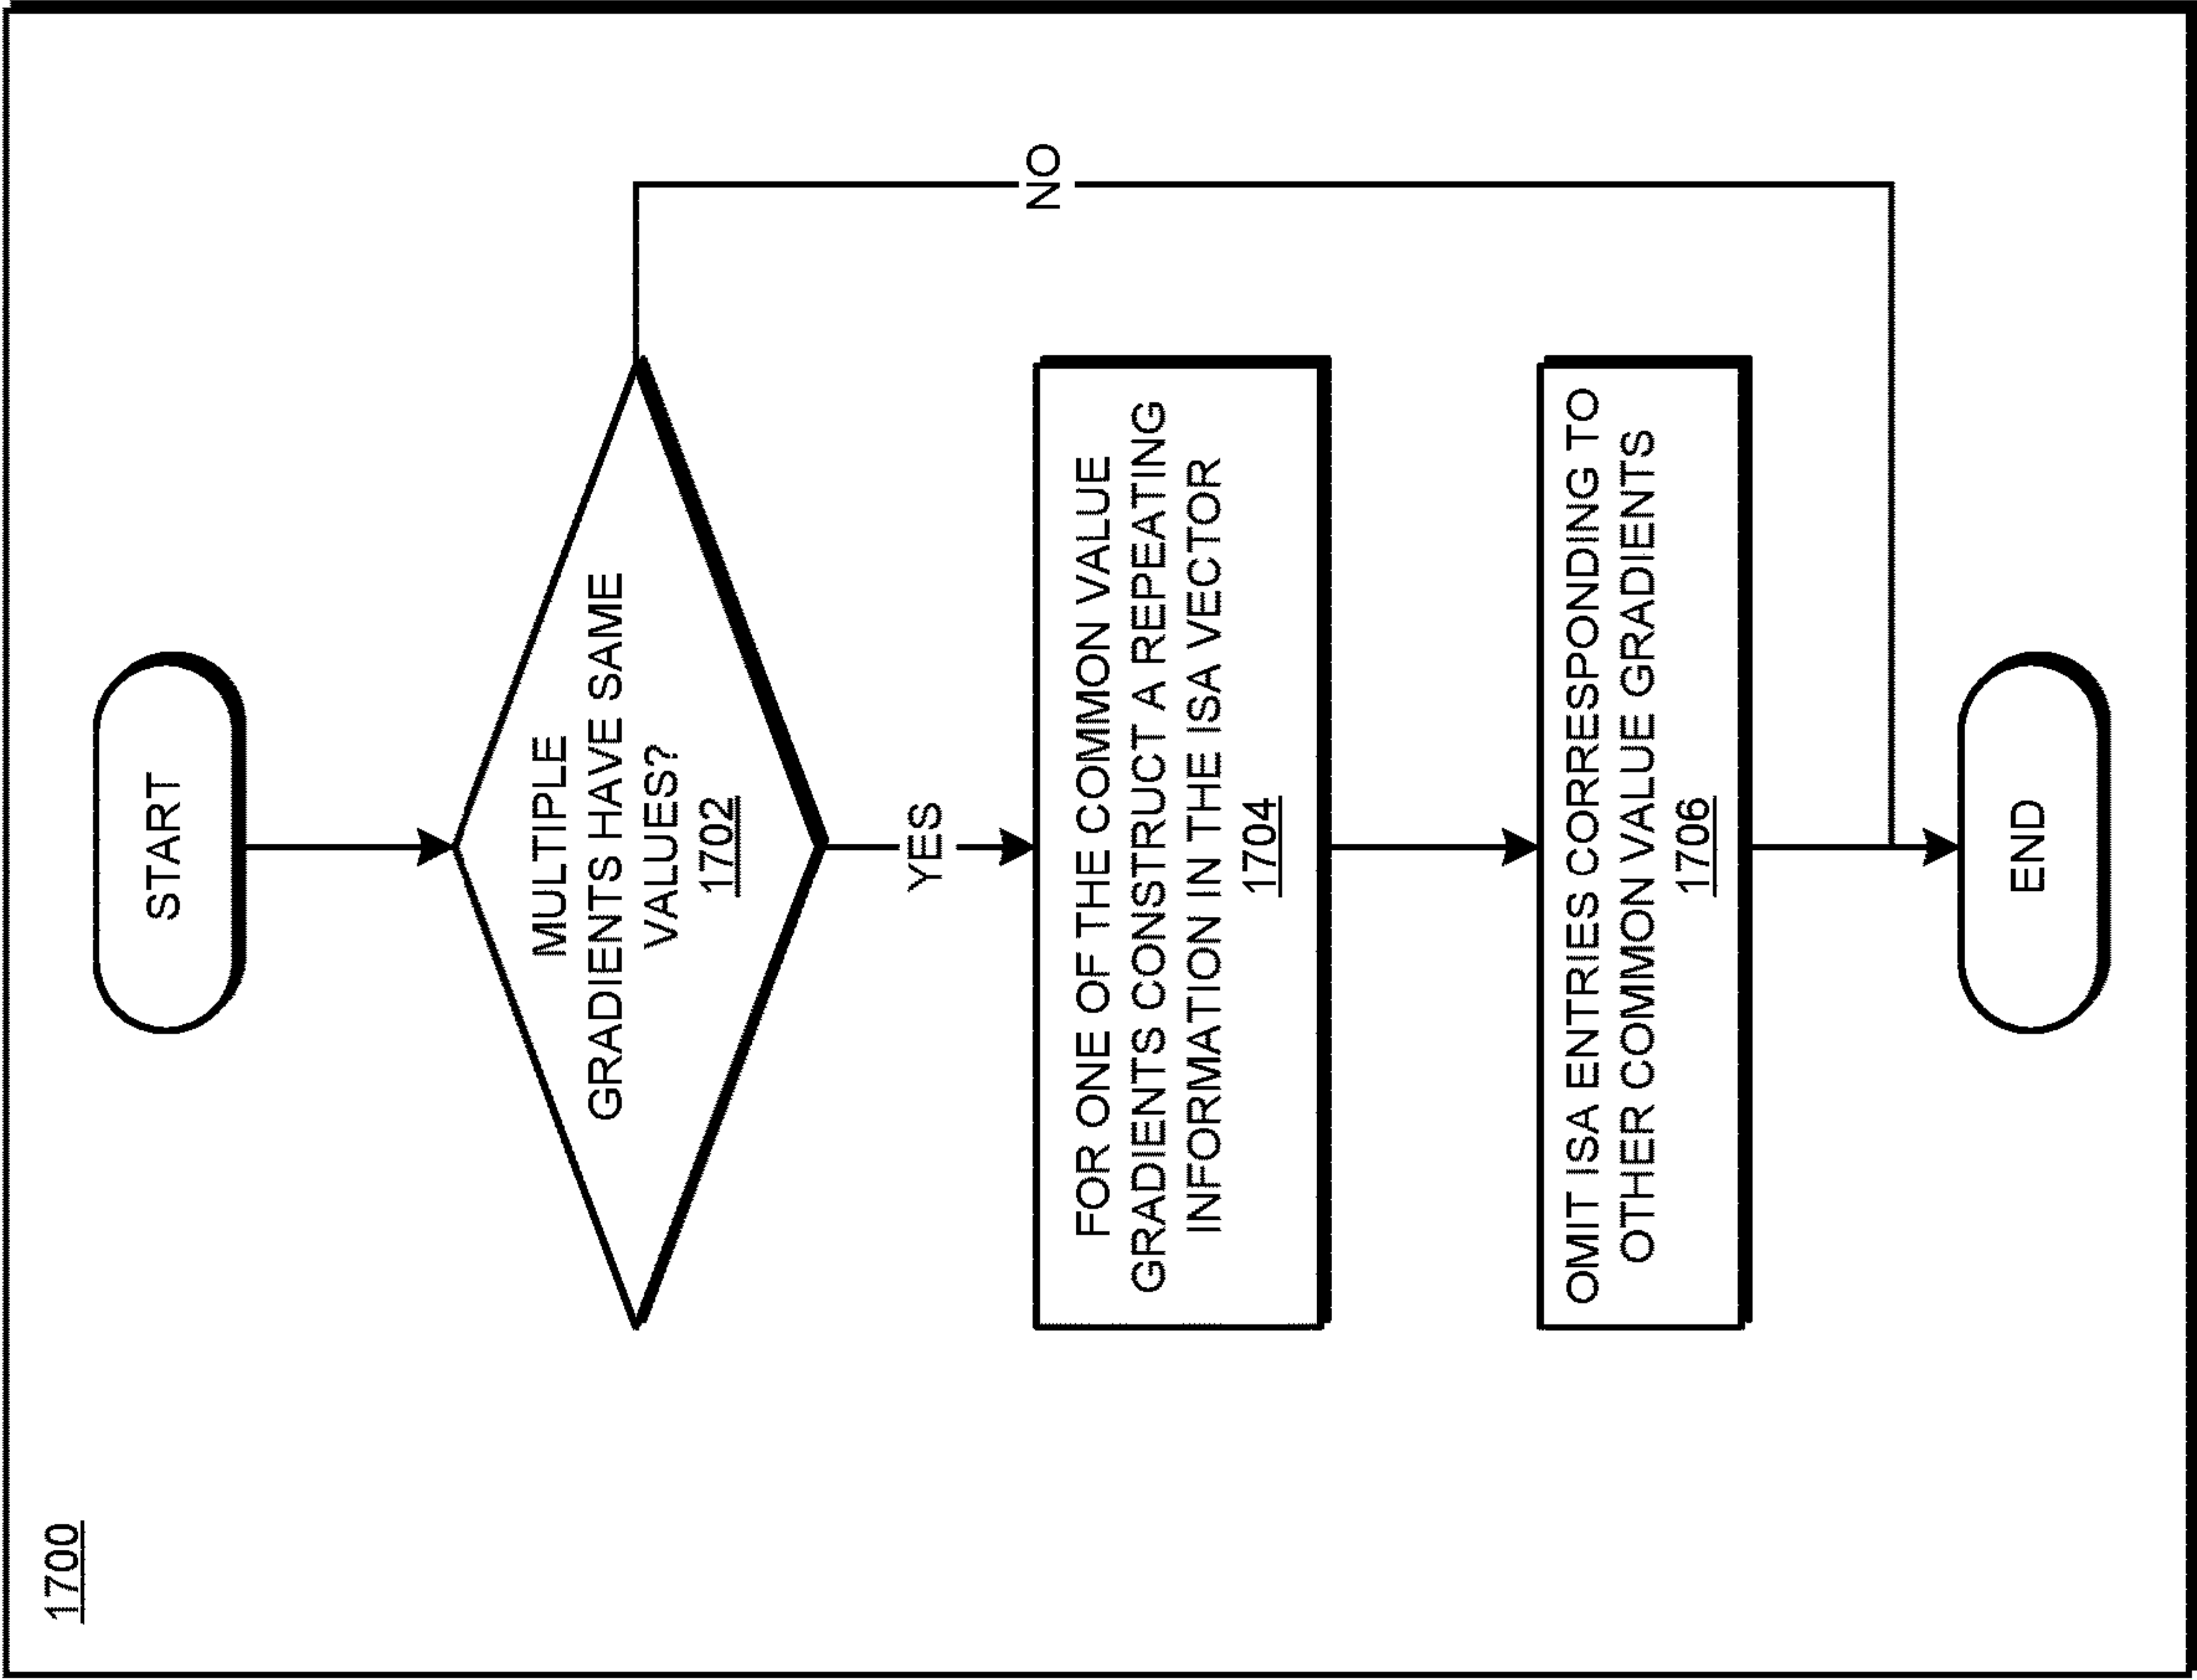 1700
START
MULTIPLE
GRADIENTS HAVE SAME
VALUES?
1702
YES
NO
FOR ONE OF THE COMMON VALUE
GRADIENTS CONSTRUCT A REPEATING
INFORMATION IN THE ISA VECTOR
1704
OMIT ISA ENTRIES CORRESPONDING TO
OTHER COMMON VALUE GRADIENTS
1706
END